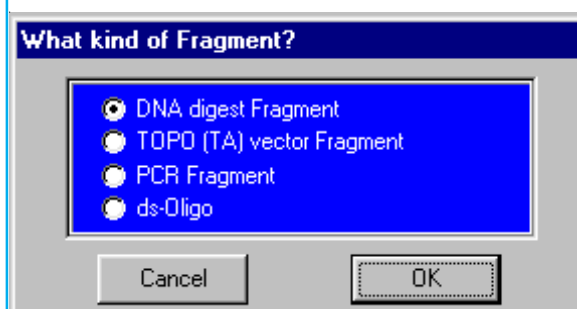 What kind of Fragment?
DNA digest Fragment
TOPO (TA) vector Fragment
PCR Fragment
ds-Oligo
Cancel OK